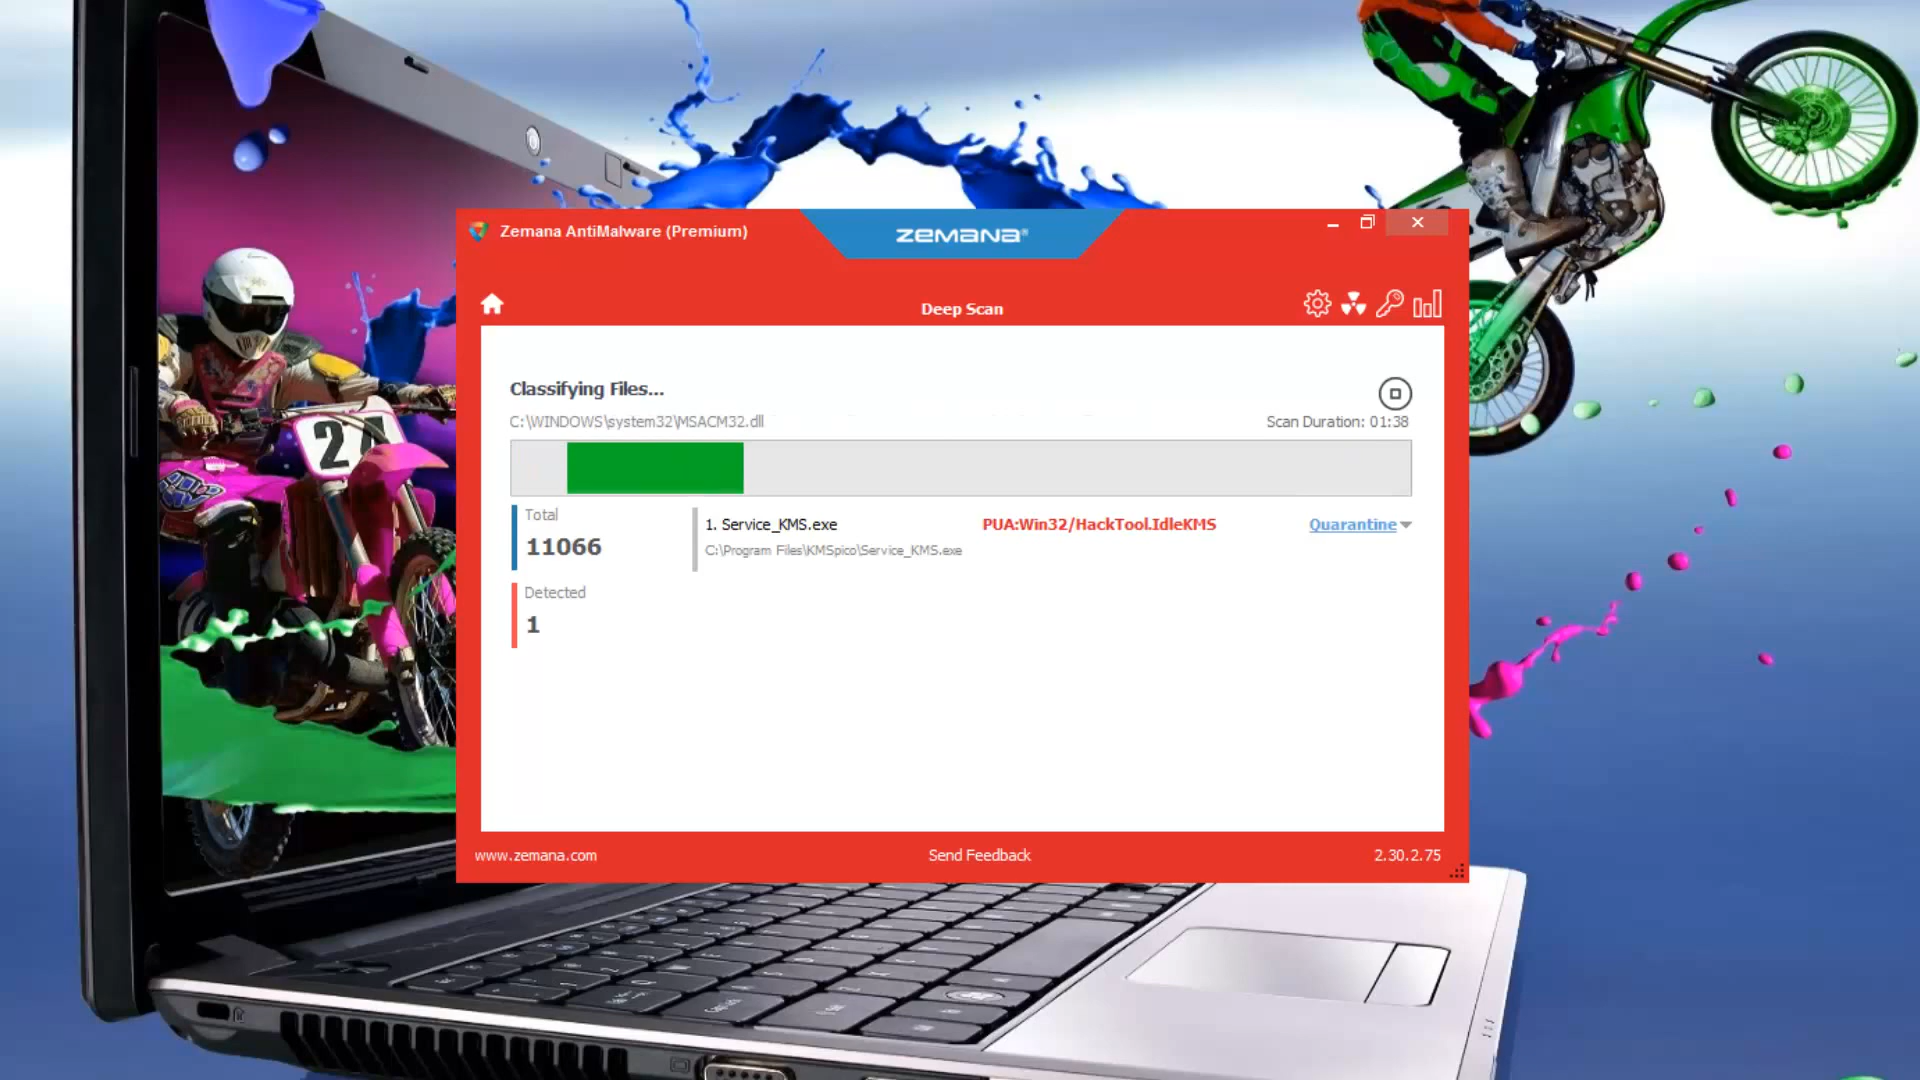 Zemana AntiMalware (Premium)
ZEMANA®
Deep Scan
Classifying Files...
C:\WINDOWS\system32\MSACM32.dll
Scan Duration: 01:38
Total
11066
1. Service_KMS.exe
PUA:Win32/HackTool.IdleKMS
Quarantine
C:\Program Files\KMSpico\Service_KMS.exe
Detected
1
www.zemana.com
Send Feedback
2.30.2.75